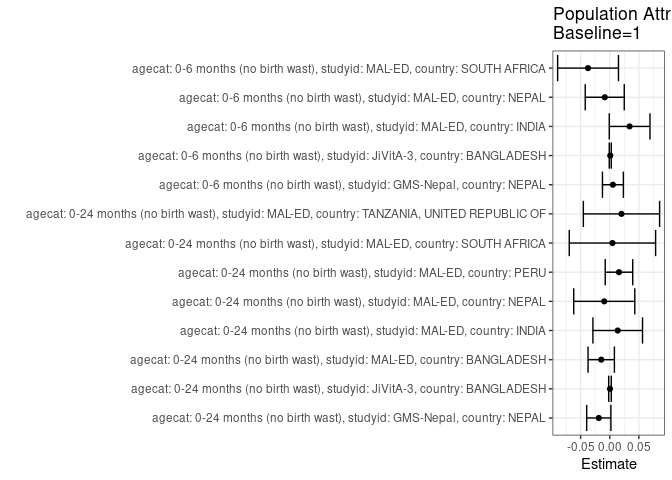 Population Attr
Baseline=1
agecat: 0-6 months (no birth wast), studyid: MAL-ED, country: SOUTH AFRICA
agecat: 0-6 months (no birth wast), studyid: MAL-ED, country: NEPAL
agecat: 0-6 months (no birth wast), studyid: MAL-ED, country: INDIA
agecat: 0-6 months (no birth wast), studyid: JiVitA-3, country: BANGLADESH
agecat: 0-6 months (no birth wast), studyid: GMS-Nepal, country: NEPAL
agecat: 0-24 months (no birth wast), studyid: MAL-ED, country: TANZANIA, UNITED REPUBLIC OF
agecat: 0-24 months (no birth wast), studyid: MAL-ED, country: SOUTH AFRICA
agecat: 0-24 months (no birth wast), studyid: MAL-ED, country: PERU
agecat: 0-24 months (no birth wast), studyid: MAL-ED, country: NEPAL
agecat: 0-24 months (no birth wast), studyid: MAL-ED, country: INDIA
agecat: 0-24 months (no birth wast), studyid: MAL-ED, country: BANGLADESH
agecat: 0-24 months (no birth wast), studyid: JiVitA-3, country: BANGLADESH
agecat: 0-24 months (no birth wast), studyid: GMS-Nepal, country: NEPAL
-0.05 0.00 0.05
Estimate